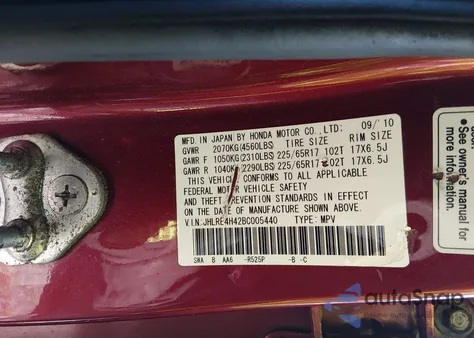 MFD. IN JAPAN BY HONDA MOTOR CO., LTD: 09/10
GVWR 2070KG(4560LBS) TIRE SIZE RIM SIZE
GAWR F 1050KG(2310LBS) 225/65R17 102T 17X6.5J
GAWR R 1040KG(2290LBS) 225/65R17 102T 17X6.5J
THIS VEHICLE CONFORMS TO ALL APPLICABLE
FEDERAL MOTOR VEHICLE SAFETY
AND THEFT PREVENTION STANDARDS IN EFFECT
ON THE DATE OF MANUFACTURE SHOWN ABOVE.
V.I.N: JHLRE4H42BC005440 TYPE: MPV
SWA B AA6 -R525P -B -C
•See owner's
manual for
more
autoSnap